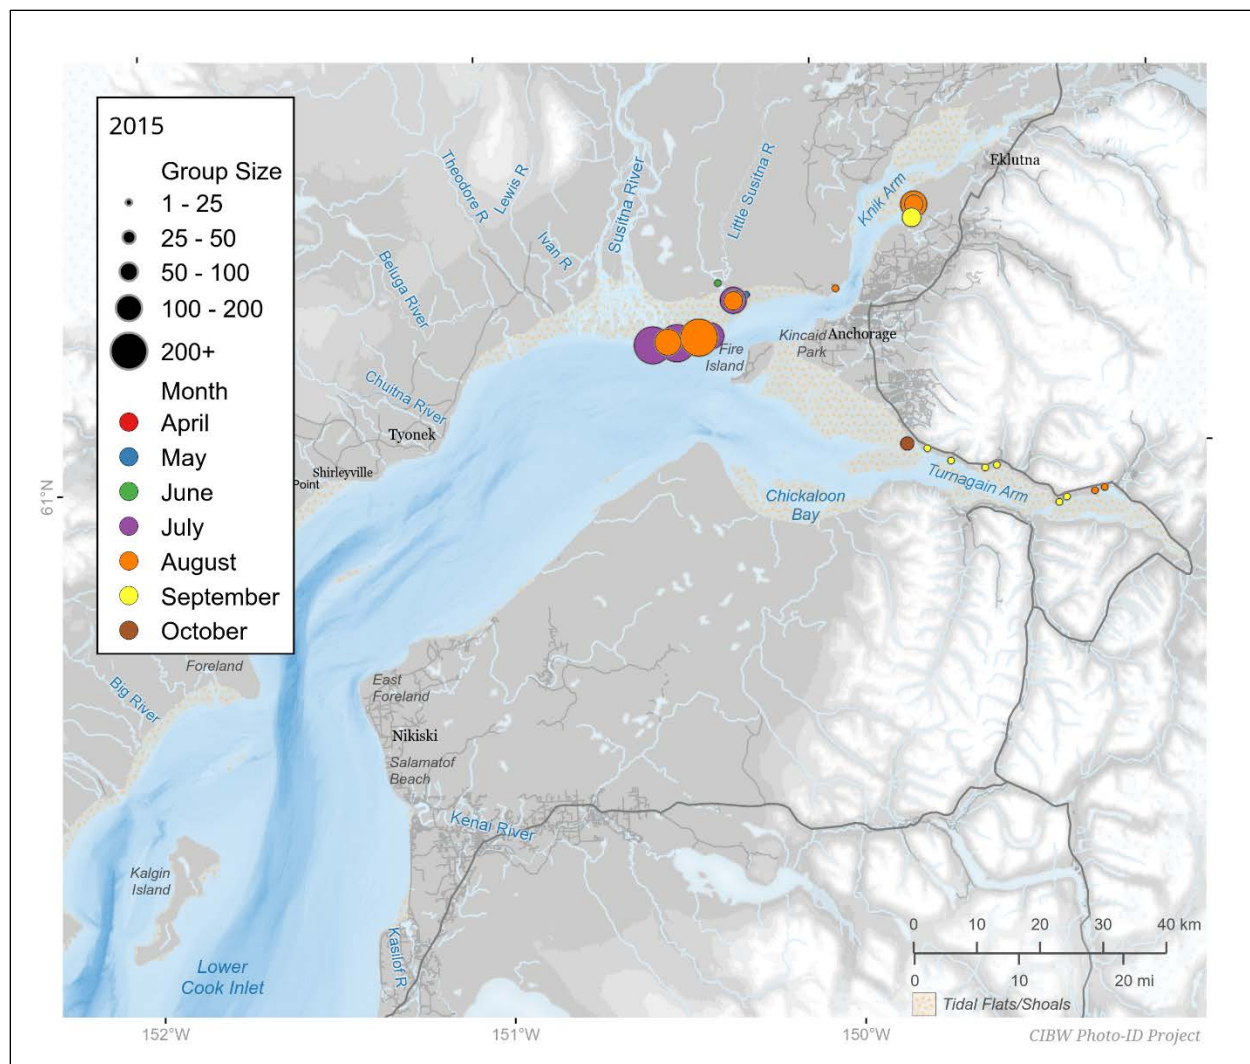 2015
Group Size
1 - 25
25 - 50
50 - 100
100 - 200
200+
Month
April
May
June
July
August
September
October
Theodore R
Lewis R
Ivan R
Susitna River
Little Susitna R
Knik Arm
Eklutna
Beluga River
Kincaid
Park
Anchorage
Fire
Island
Chuitna River
Tyonek
Shirleyville
Point
61°N
Turnagain Arm
Chickaloon
Bay
Foreland
Big River
East
Foreland
Nikiski
Salamatof
Beach
Kenai River
Kalgin
Island
Kasilof R
Lower
Cook Inlet
0 10 20 30 40 km
0 10 20 mi
Tidal Flats/Shoals
CIBW Photo-ID Project
152°W
151°W
150°W